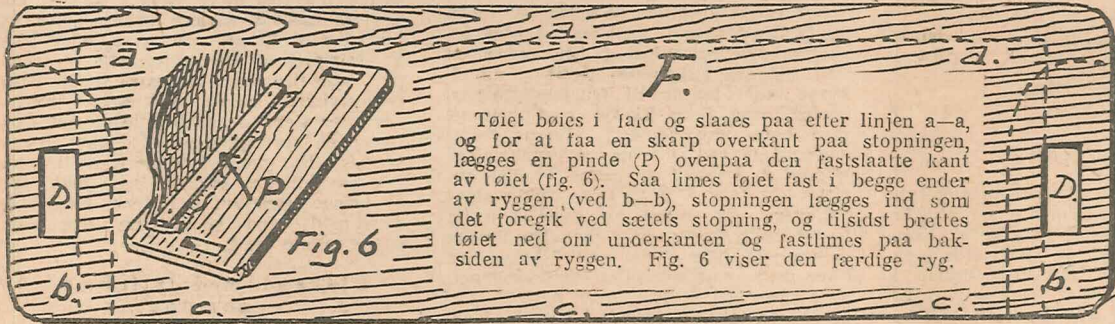 a.
a
a.
F.
Tøiet bøies i fald og slaaes paa efter linjen a—a,
og for at faa en skarp overkant paa stopningen,
lægges en pinde (P) ovenpaa den fastslaatte kant
av tøiet (fig. 6). Saa limes tøiet fast i begge ender
av ryggen (ved b—b), stopningen lægges ind som
det foregik ved sætets stopning, og tilsidst brettes
tøiet ned om underkanten og fastlimes paa bak-
siden av ryggen. Fig. 6 viser den færdige ryg.
D.
P.
D.
Fig. 6
b.
b.
c.
c.
c.